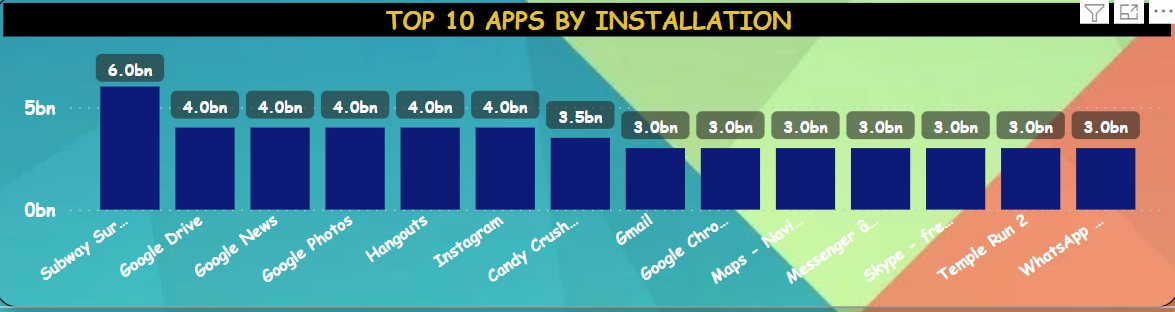 TOP 10 APPS BY INSTALLATION
6.0bn
4.0bn
4.0bn
4.0bn
4.0bn
4.0bn
3.5bn
3.0bn
3.0bn
3.0bn
3.0bn
3.0bn
3.0bn
3.0bn
5bn
0bn
Subway Sur...
Google Drive
Google News
Google Photos
Hangouts
Instagram
Candy Crush...
Gmail
Google Chro...
Maps - Navi...
Messenger â...
Skype - fre...
Temple Run 2
WhatsApp ...